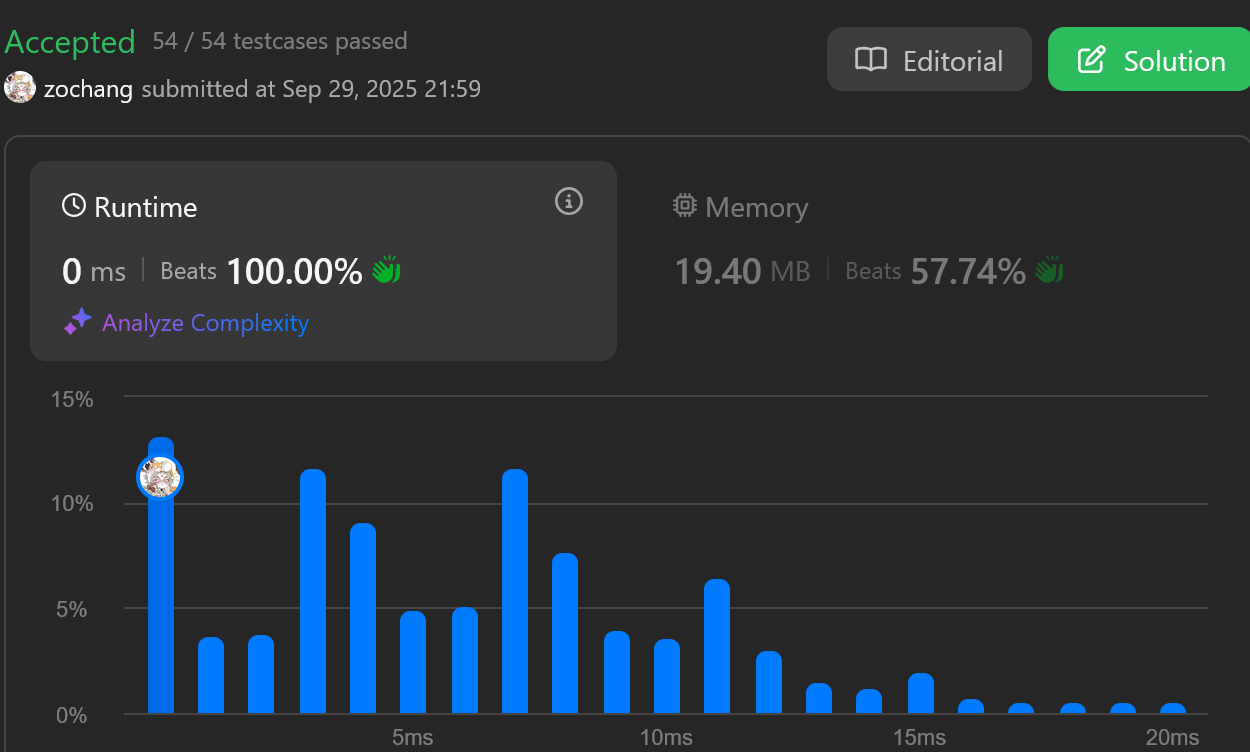 Accepted 54 / 54 testcases passed
Editorial
Solution
zochang submitted at Sep 29, 2025 21:59
Runtime
0 ms Beats 100.00%
Analyze Complexity
Memory
19.40 MB Beats 57.74%
15%
10%
5%
0%
5ms 10ms 15ms 20ms